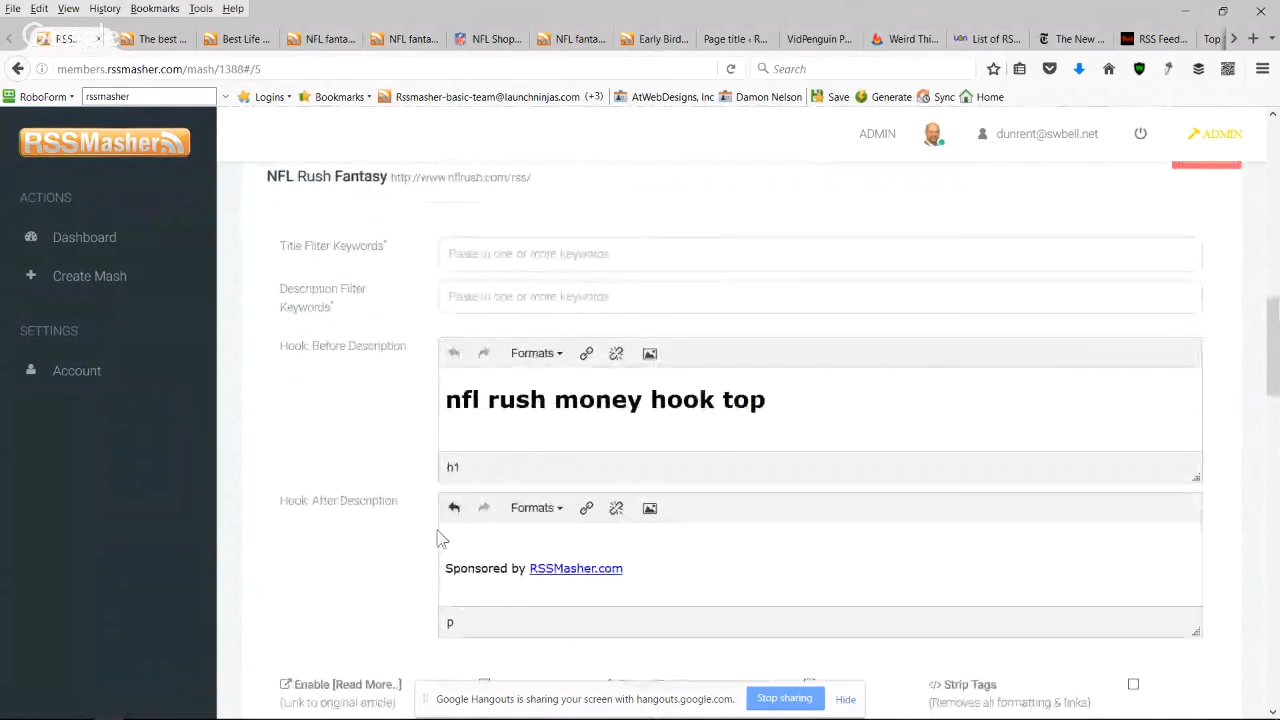 File Edit View History Bookmarks Tools Help
RSS... The best ... Best Life .. NFL fanta.. NFL fanta.. NFL Sho... NFL fanta.. Early Bird.. Page title - R... VidPenguin P... Weird Thi... List of RS... The New .. RSS Feed... Top
members.rssmasher.com/mash/1388#/5 Search
RoboForm rssmasher Logins Bookmarks Rssmasher-basic-team@launchninjas.com (+3) AtWebDesigns, I Damon Nelson Save Generate Sync Home
RSSMasher
ADMIN dunrent@swbell.net ADMIN
ACTIONS
Dashboard
Create Mash
SETTINGS
Account
NFL Rush Fantasy http://www.nflrush.com/rss/
Title Filter Keywords*
Please
one or more keywords
Description Filter
Keywords*
Please
one or more keywords
Hook: Before Description
Formats
nfl rush money hook top
h1
Hook: After Description
Formats
Sponsored by RSSMasher.com
p
Enable [Read More..]
(Link to original article)
</> Strip Tags
(Removes all formatting & links)
Google Hangouts is sharing your screen with hangouts.google.com. Stop sharing Hide